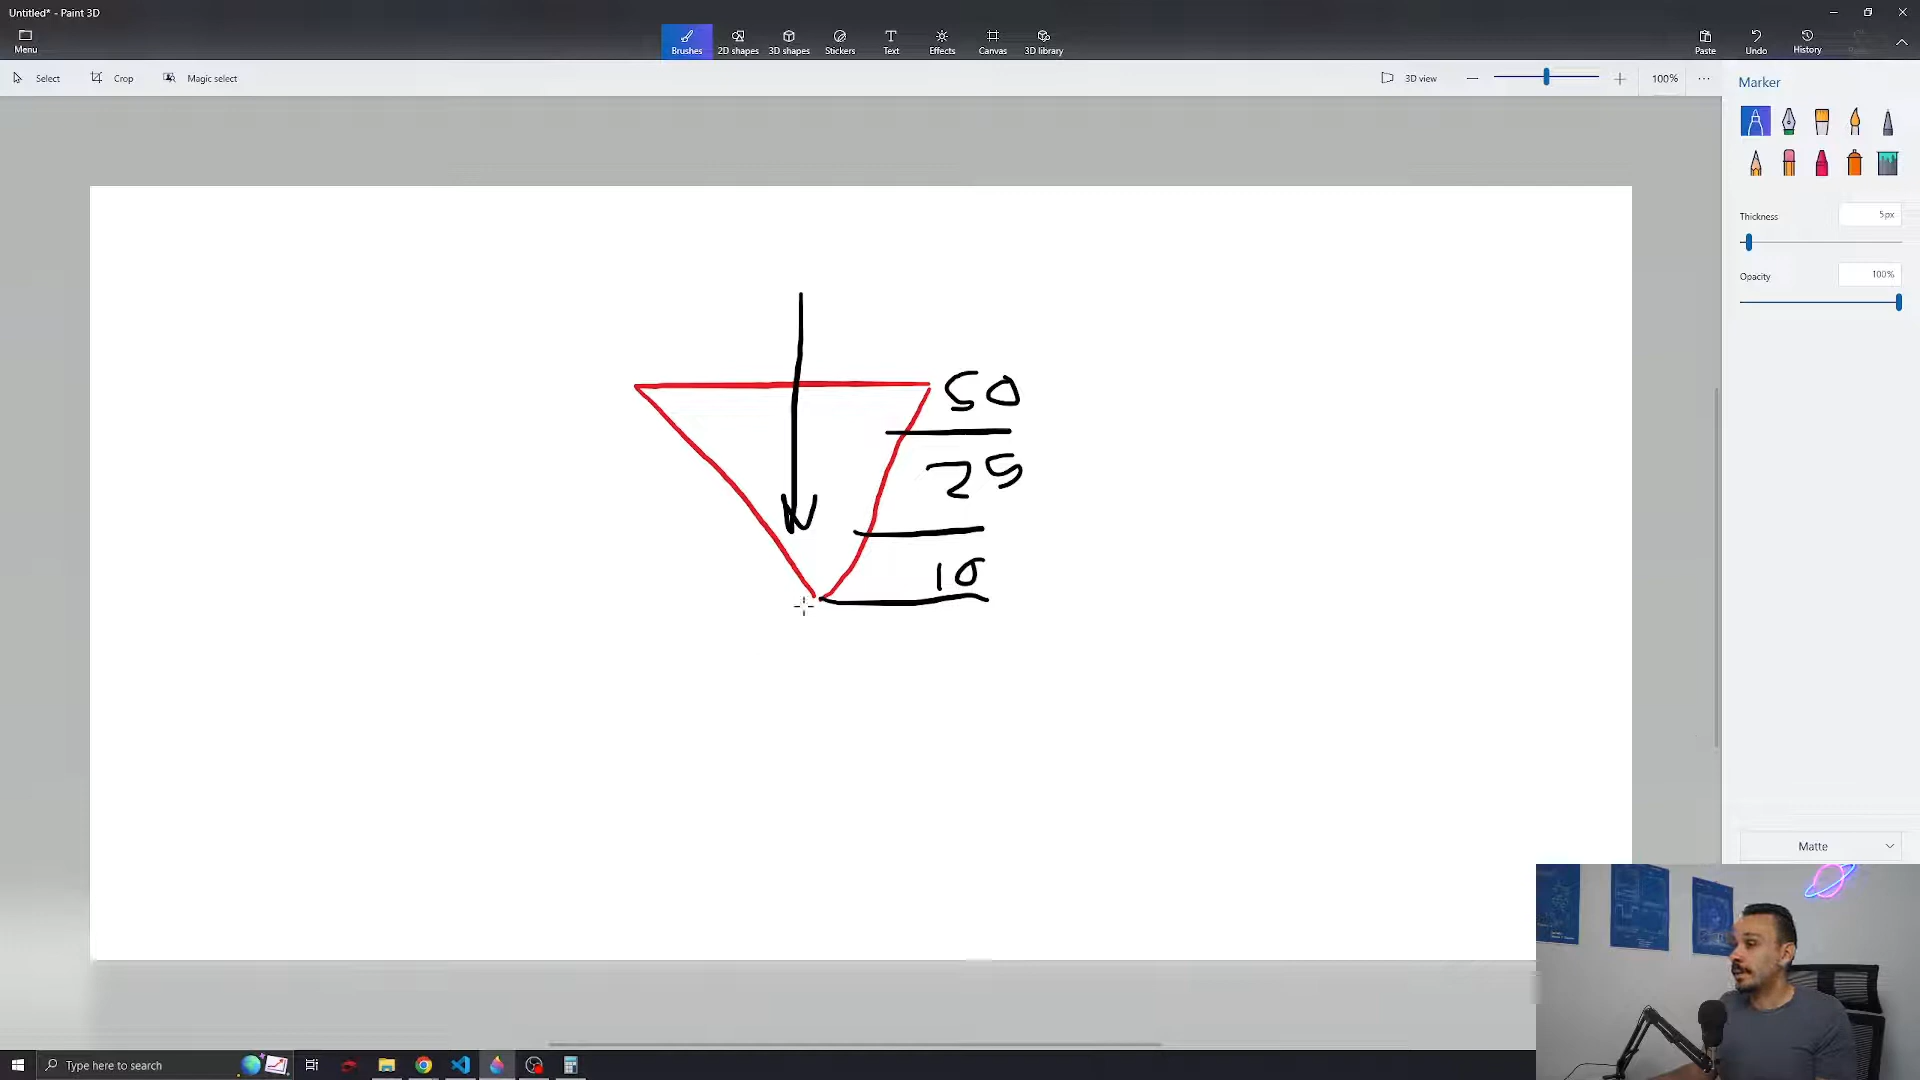 Untitled* - Paint 3D
Menu
Brushes
2D shapes
3D shapes
Stickers
Text
Effects
Canvas
3D library
Paste
Undo
History
Select
Crop
Magic select
3D view
100%
Marker
Thickness
5px
Opacity
100%
50
25
10
Matte
Type here to search